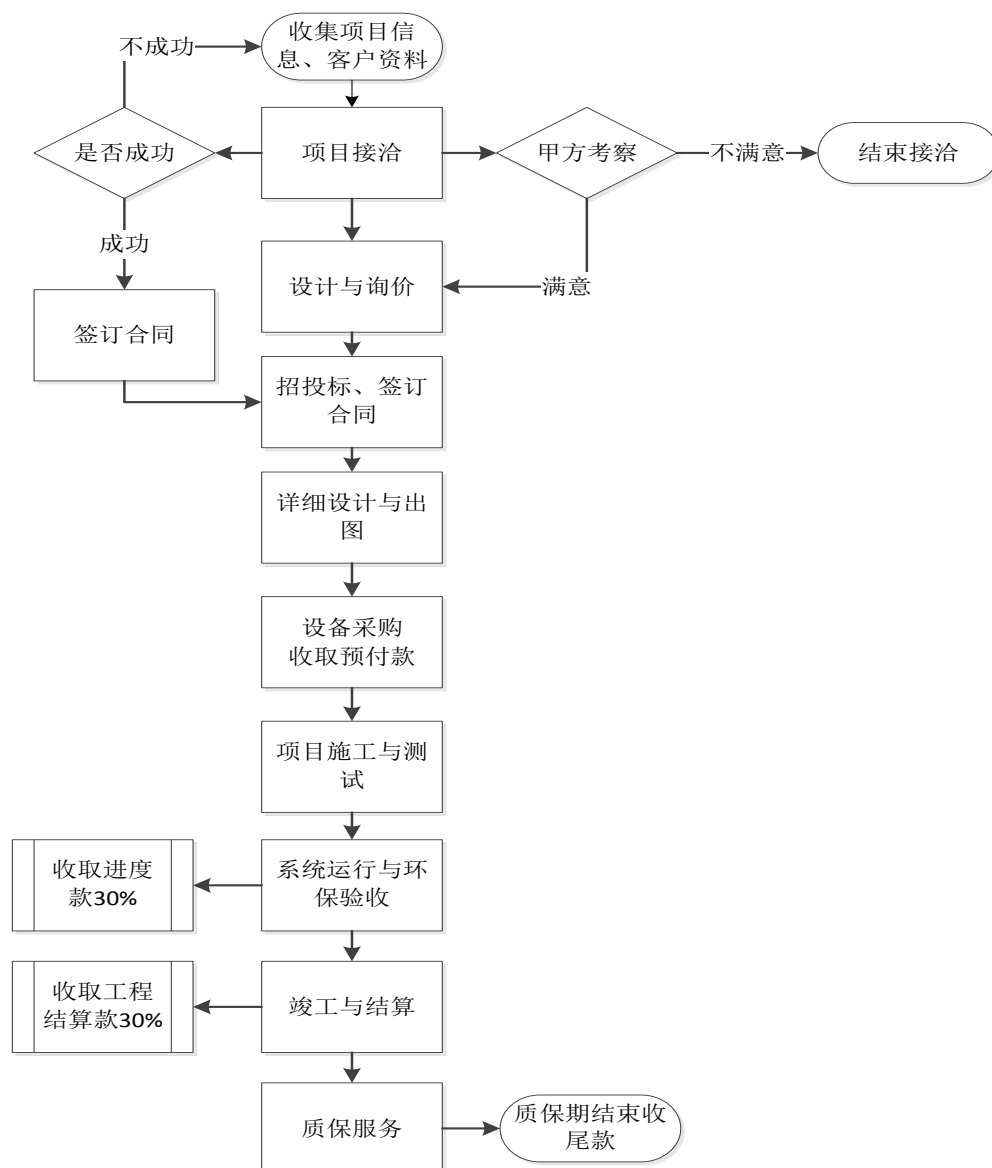 收集项目信
息、客户资料
不成功
是否成功
项目接洽
甲方考察
不满意
结束接洽
成功
设计与询价
满意
签订合同
招投标、签订
合同
详细设计与出
图
设备采购
收取预付款
项目施工与测
试
收取进度
款30%
系统运行与环
保验收
收取工程
结算款30%
竣工与结算
质保服务
质保期结束收
尾款